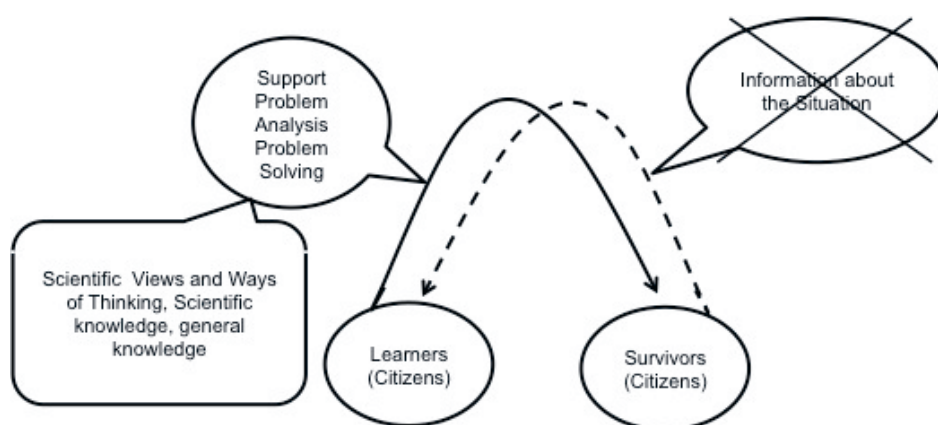 Support
Problem
Analysis
Problem
Solving
Information about
the Situation
Scientific Views and Ways
of Thinking, Scientific
knowledge, general
knowledge
Learners
(Citizens)
Survivors
(Citizens)